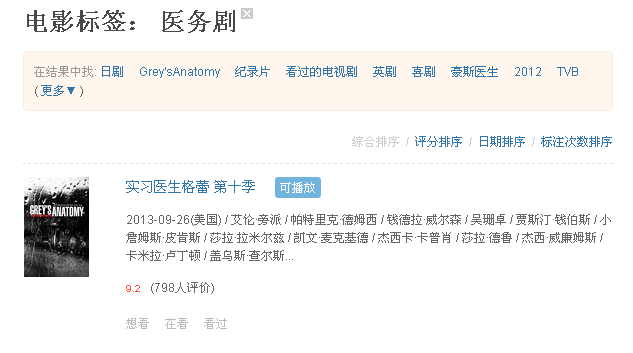 电影标签： 医务剧
在结果中找: 日剧 Grey'sAnatomy 纪录片 看过的电视剧 英剧 喜剧 豪斯医生 2012 TVB
(更多▼)
综合排序 / 评分排序 / 日期排序 / 标注次数排序
实习医生格蕾 第十季 可播放
GREY'S ANATOMY
2013-09-26(美国) / 艾伦·旁派 / 帕特里克·德姆西 / 钱德拉·威尔森 / 吴珊卓 / 贾斯汀·钱伯斯 / 小
詹姆斯·皮肯斯 / 莎拉·拉米尔兹 / 凯文·麦克基德 / 杰西卡·卡普肖 / 莎拉·德鲁 / 杰西·威廉姆斯 /
卡米拉·卢丁顿 / 盖乌斯·查尔斯...
9.2 (798人评价)
想看 在看 看过